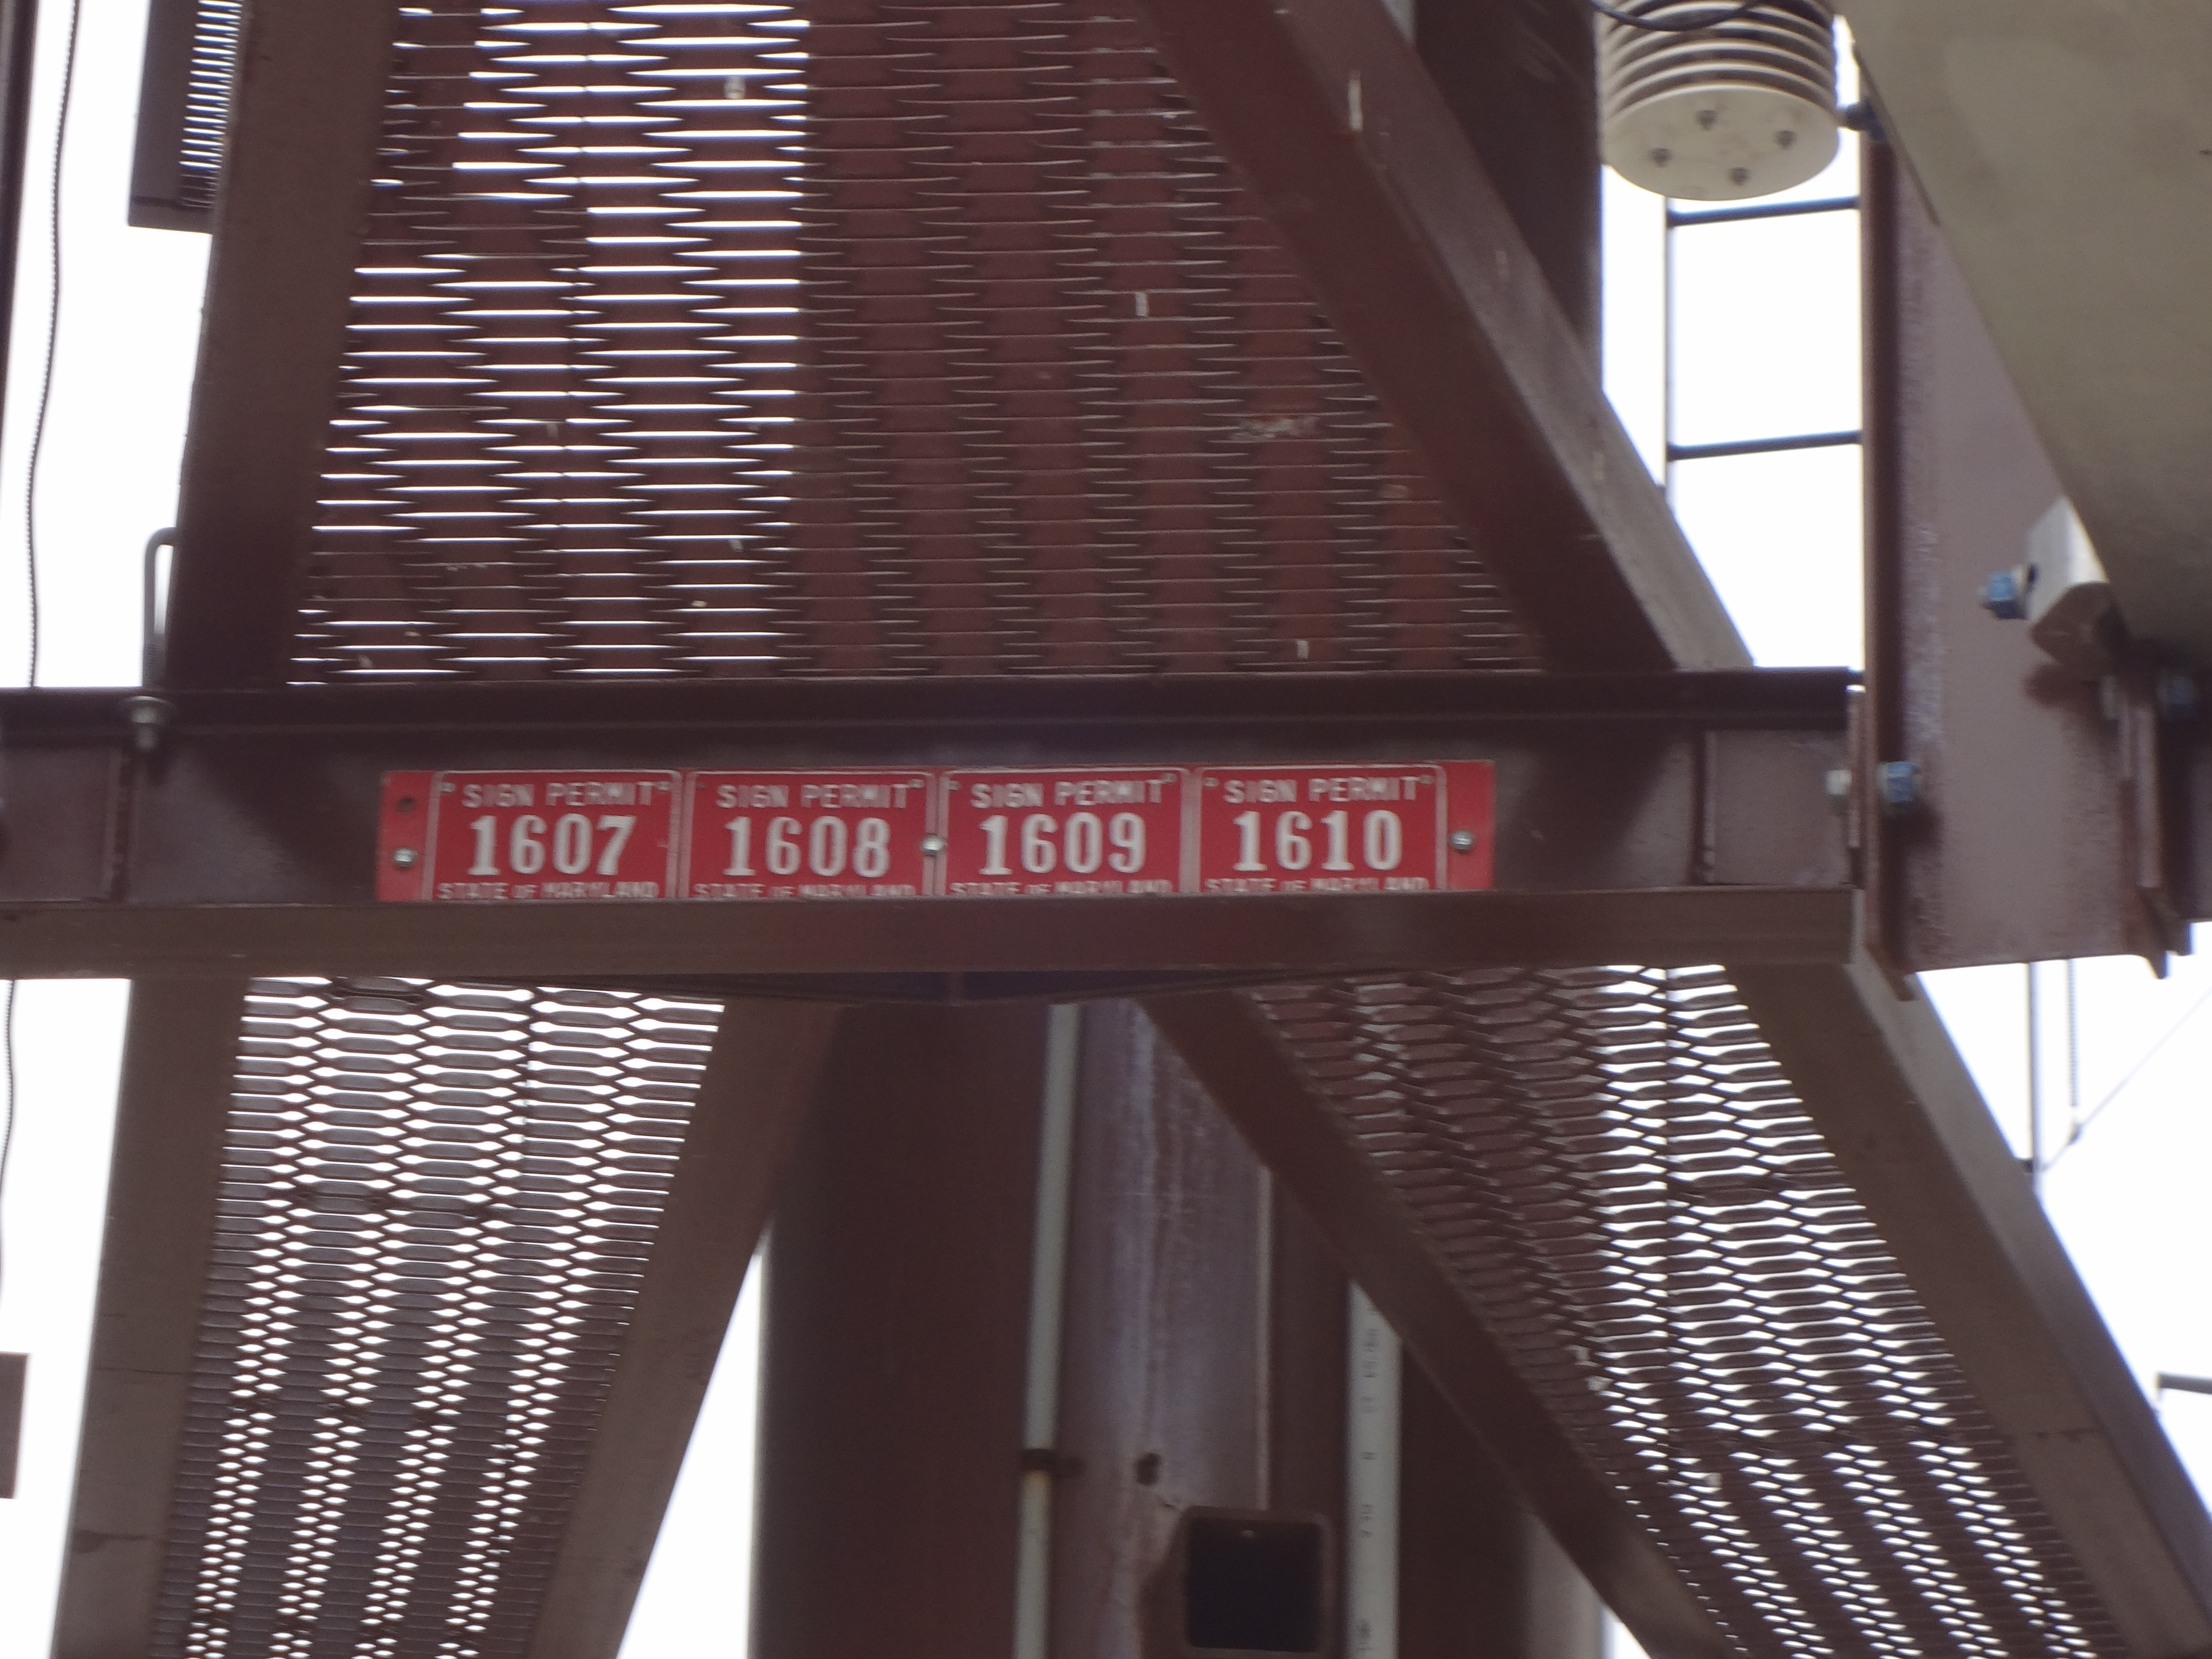 SIGN PERMIT
1607
STATE OF MARYLAND
SIGN PERMIT
1608
STATE OF MARYLAND
SIGN PERMIT
1609
STATE OF MARYLAND
SIGN PERMIT
1610
STATE OF MARYLAND